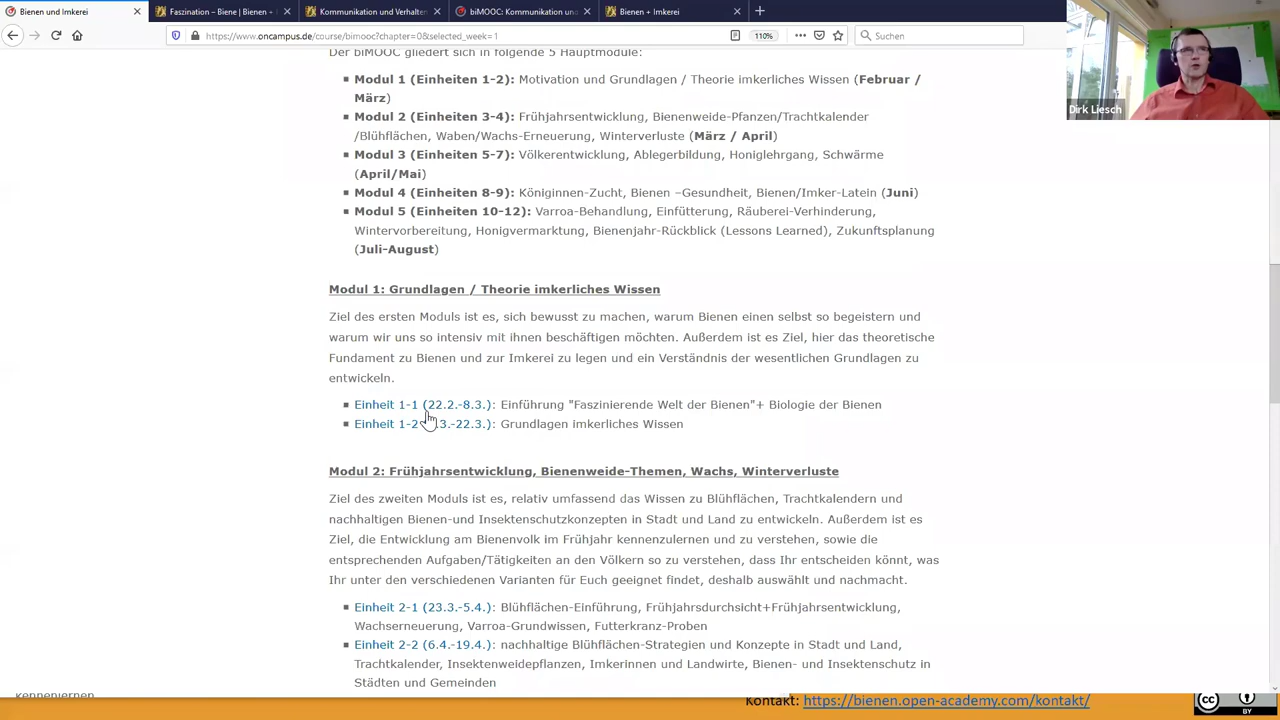 Bienen und Imkerei
Faszination – Biene | Bienen +
Kommunikation und Verhalten
biMOOC: Kommunikation und
Bienen + Imkerei
https://www.oncampus.de/course/bimooc?chapter=0&selected_week=1
110%
Suchen
Dirk Liesch
Der biMOOC gliedert sich in folgende 5 Hauptmodule:
Modul 1 (Einheiten 1-2): Motivation und Grundlagen / Theorie imkerliches Wissen (Februar /
März)
Modul 2 (Einheiten 3-4): Frühjahrsentwicklung, Bienenweide-Pfanzen/Trachtkalender
/Blühflächen, Waben/Wachs-Erneuerung, Winterverluste (März / April)
Modul 3 (Einheiten 5-7): Völkerentwicklung, Ablegerbildung, Honiglehrgang, Schwärme
(April/Mai)
Modul 4 (Einheiten 8-9): Königinnen-Zucht, Bienen –Gesundheit, Bienen/Imker-Latein (Juni)
Modul 5 (Einheiten 10-12): Varroa-Behandlung, Einfütterung, Räuberei-Verhinderung,
Wintervorbereitung, Honigvermarktung, Bienenjahr-Rückblick (Lessons Learned), Zukunftsplanung
(Juli-August)
Modul 1: Grundlagen / Theorie imkerliches Wissen
Ziel des ersten Moduls ist es, sich bewusst zu machen, warum Bienen einen selbst so begeistern und
warum wir uns so intensiv mit ihnen beschäftigen möchten. Außerdem ist es Ziel, hier das theoretische
Fundament zu Bienen und zur Imkerei zu legen und ein Verständnis der wesentlichen Grundlagen zu
entwickeln.
Einheit 1-1 (22.2.-8.3.): Einführung "Faszinierende Welt der Bienen"+ Biologie der Bienen
Einheit 1-2 .3.-22.3.): Grundlagen imkerliches Wissen
Modul 2: Frühjahrsentwicklung, Bienenweide-Themen, Wachs, Winterverluste
Ziel des zweiten Moduls ist es, relativ umfassend das Wissen zu Blühflächen, Trachtkalendern und
nachhaltigen Bienen-und Insektenschutzkonzepten in Stadt und Land zu entwickeln. Außerdem ist es
Ziel, die Entwicklung am Bienenvolk im Frühjahr kennenzulernen und zu verstehen, sowie die
entsprechenden Aufgaben/Tätigkeiten an den Völkern so zu verstehen, dass Ihr entscheiden könnt, was
Ihr unter den verschiedenen Varianten für Euch geeignet findet, deshalb auswählt und nachmacht.
Einheit 2-1 (23.3.-5.4.): Blühflächen-Einführung, Frühjahrsdurchsicht+Frühjahrsentwicklung,
Wachserneuerung, Varroa-Grundwissen, Futterkranz-Proben
Einheit 2-2 (6.4.-19.4.): nachhaltige Blühflächen-Strategien und Konzepte in Stadt und Land,
Trachtkalender, Insektenweidepflanzen, Imkerinnen und Landwirte, Bienen- und Insektenschutz in
Städten und Gemeinden
kennenlernen
Kontakt: https://bienen.open-academy.com/kontakt/
cc
BY